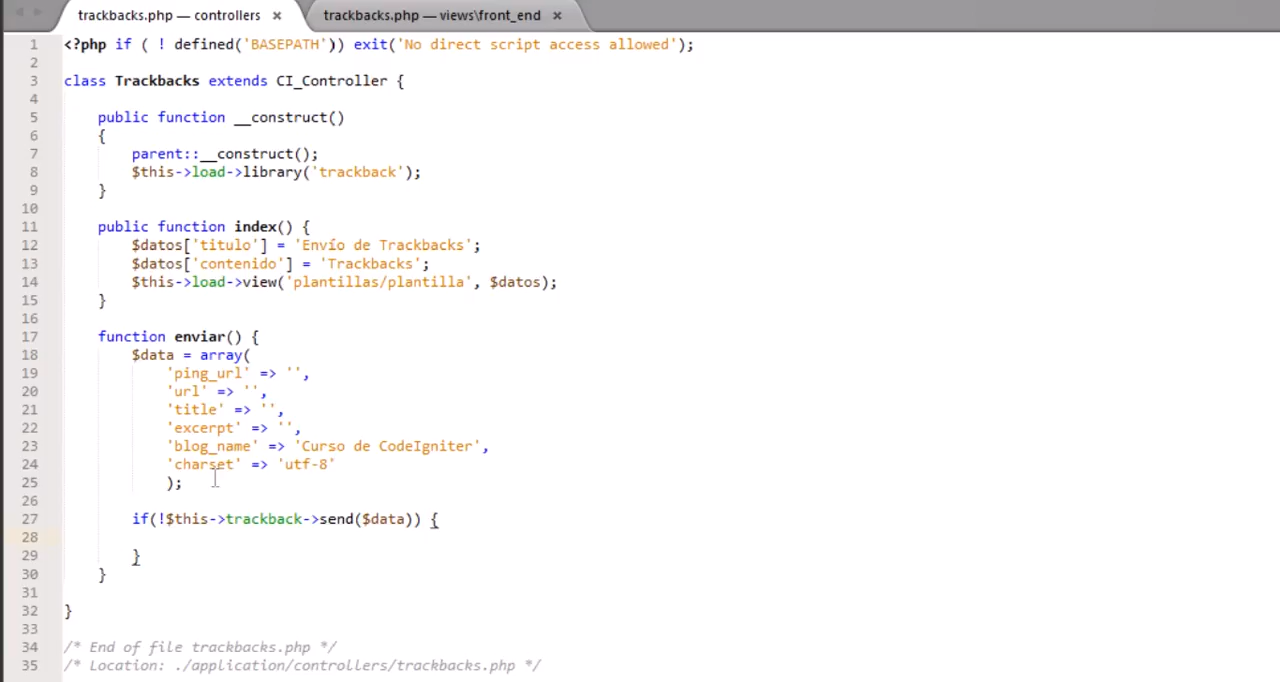 trackbacks.php — controllers × trackbacks.php — views\front_end ×
1 <?php if ( ! defined('BASEPATH')) exit('No direct script access allowed');
2
3 class Trackbacks extends CI_Controller {
4
5 public function __construct()
6 {
7 parent::__construct();
8 $this->load->library('trackback');
9 }
10
11 public function index() {
12 $datos['titulo'] = 'Envío de Trackbacks';
13 $datos['contenido'] = 'Trackbacks';
14 $this->load->view('plantillas/plantilla', $datos);
15 }
16
17 function enviar() {
18 $data = array(
19 'ping_url' => '',
20 'url' => '',
21 'title' => '',
22 'excerpt' => '',
23 'blog_name' => 'Curso de CodeIgniter',
24 'charset' => 'utf-8'
25 );
26
27 if(!$this->trackback->send($data)) {
28
29 }
30 }
31
32 }
33
34 /* End of file trackbacks.php */
35 /* Location: ./application/controllers/trackbacks.php */